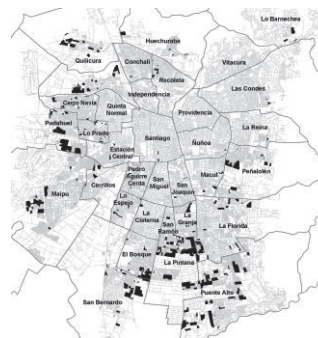 Lo Barnechea
Huechuraba
Quilicura
Conchalí
Vitacura
Recoleta
Las Condes
Independencia
Cerro Navia
Quinta
Normal
Providencia
Pudahuel
Lo Prado
La Reina
Santiago
Ñuñoa
Estación
Central
Pedro
Aguirre
Cerda
Macul
Peñalolén
Cerrillos
San
Miguel
San
Joaquín
Maipú
Lo
Espejo
La
Cisterna
La
Granja
San
Ramón
La Florida
El Bosque
La Pintana
Puente Alto
San Bernardo